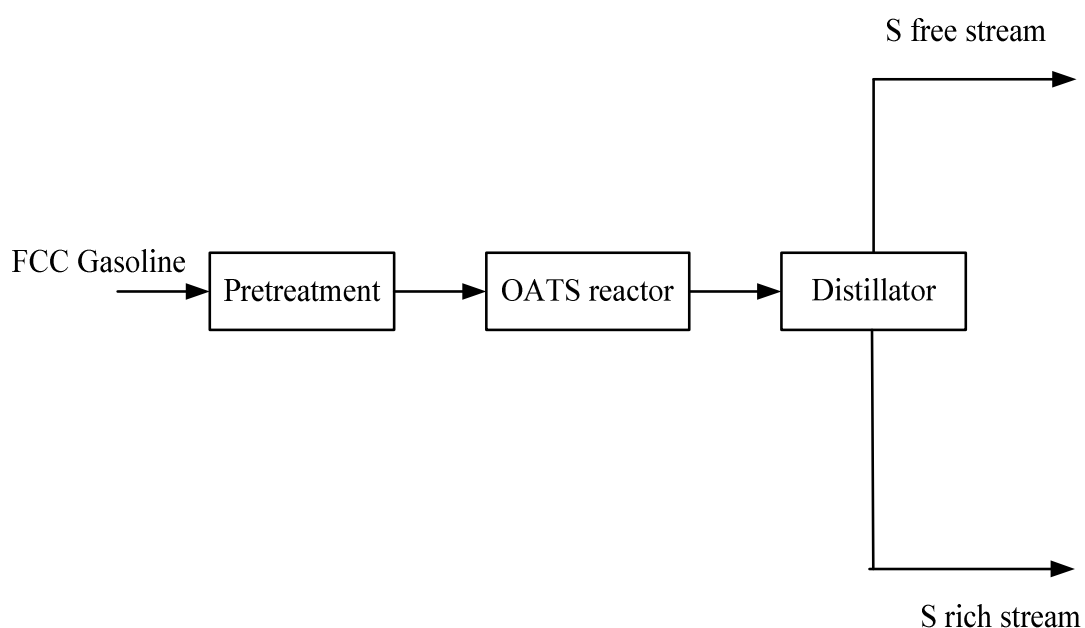 S free stream
FCC Gasoline
Pretreatment
OATS reactor
Distillator
S rich stream